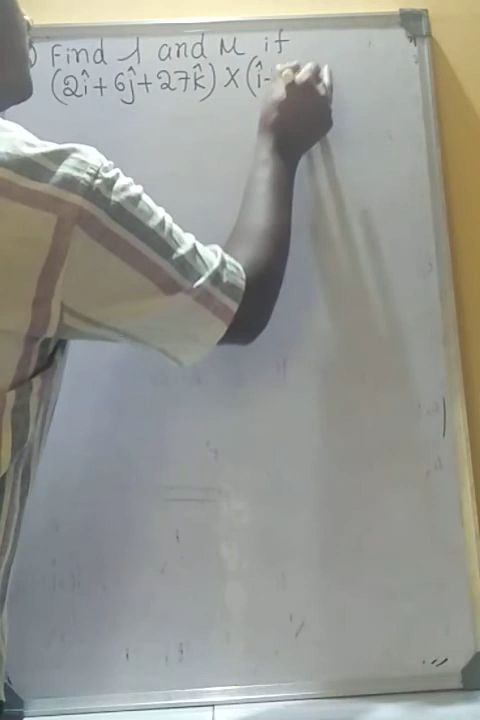 ) Find λ and μ if
(2î+6ĵ+27k̂)×(î-